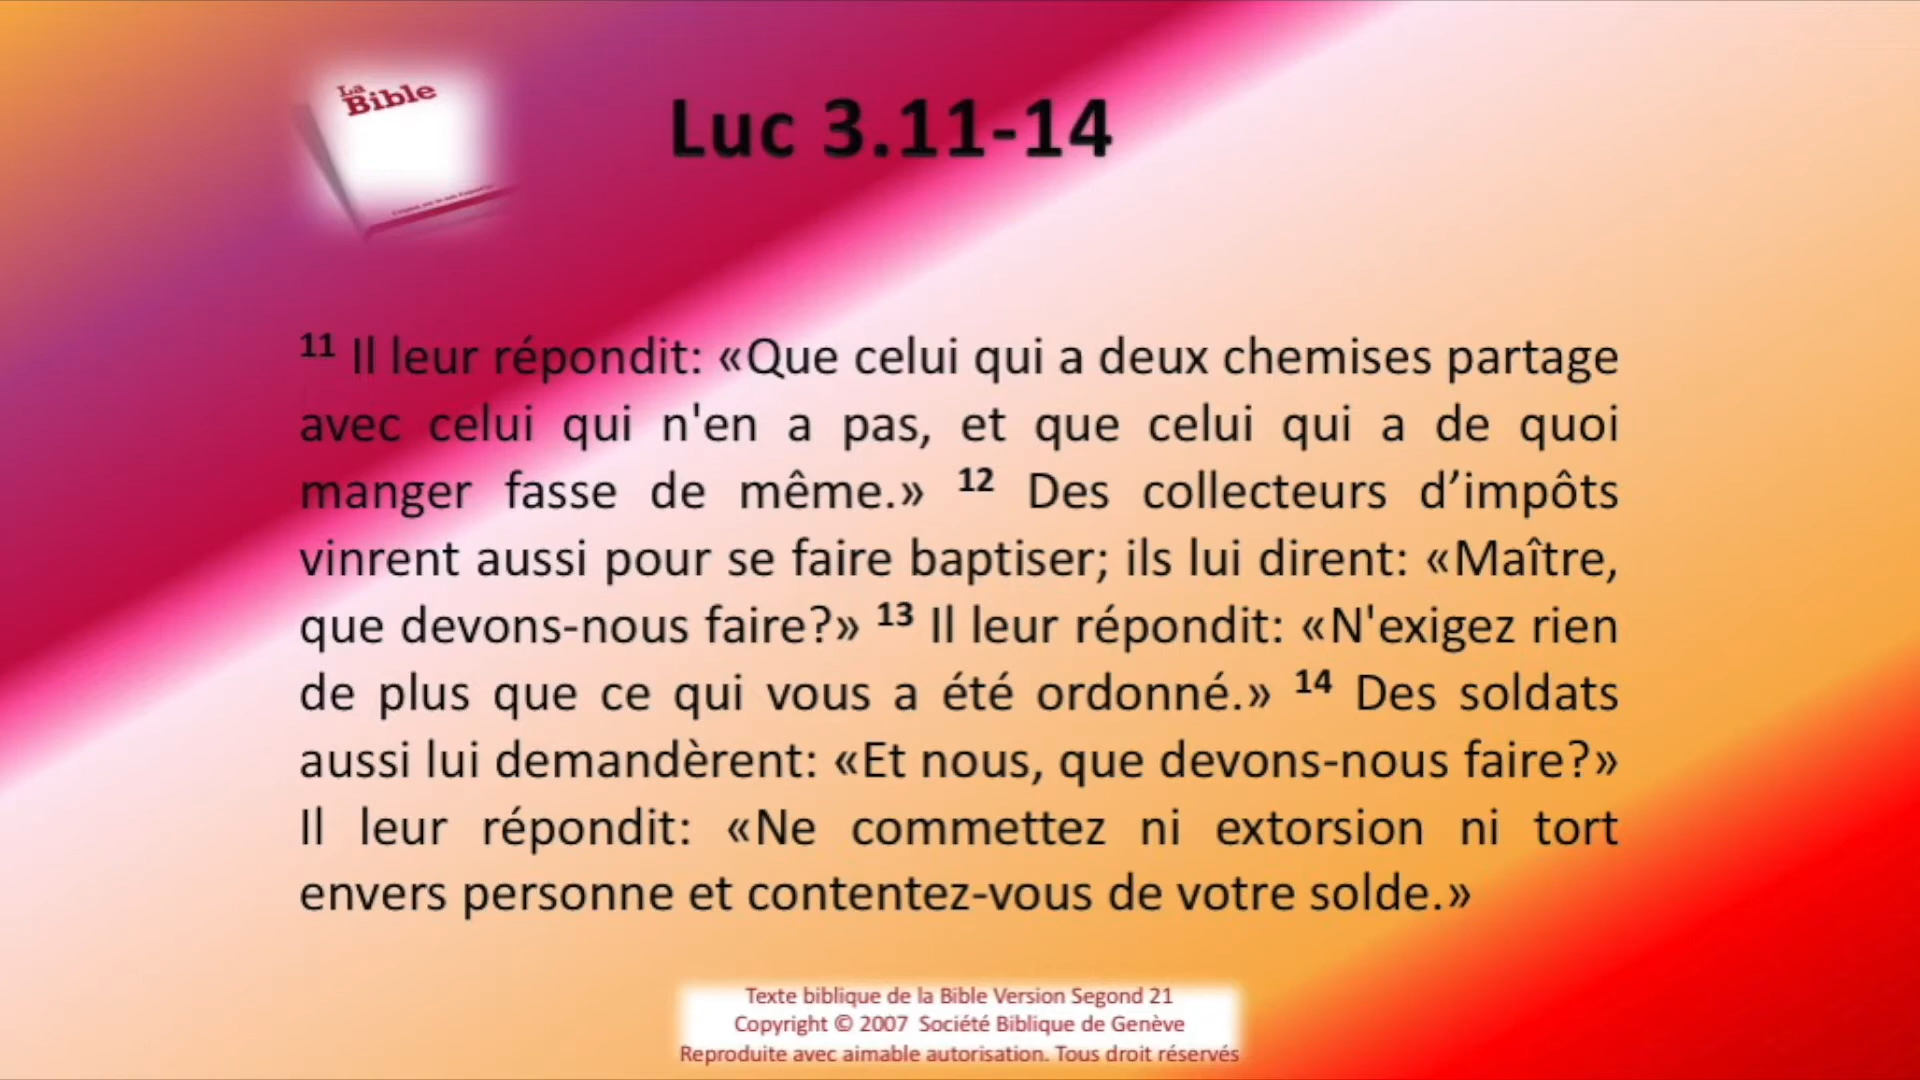 La
Bible
Luc 3.11-14
11 Il leur répondit: «Que celui qui a deux chemises partage
avec celui qui n'en a pas, et que celui qui a de quoi
manger fasse de même.» 12 Des collecteurs d’impôts
vinrent aussi pour se faire baptiser; ils lui dirent: «Maître,
que devons-nous faire?» 13 Il leur répondit: «N'exigez rien
de plus que ce qui vous a été ordonné.» 14 Des soldats
aussi lui demandèrent: «Et nous, que devons-nous faire?»
Il leur répondit: «Ne commettez ni extorsion ni tort
envers personne et contentez-vous de votre solde.»
Texte biblique de la Bible Version Segond 21
Copyright © 2007 Société Biblique de Genève
Reproduite avec aimable autorisation. Tous droit réservés